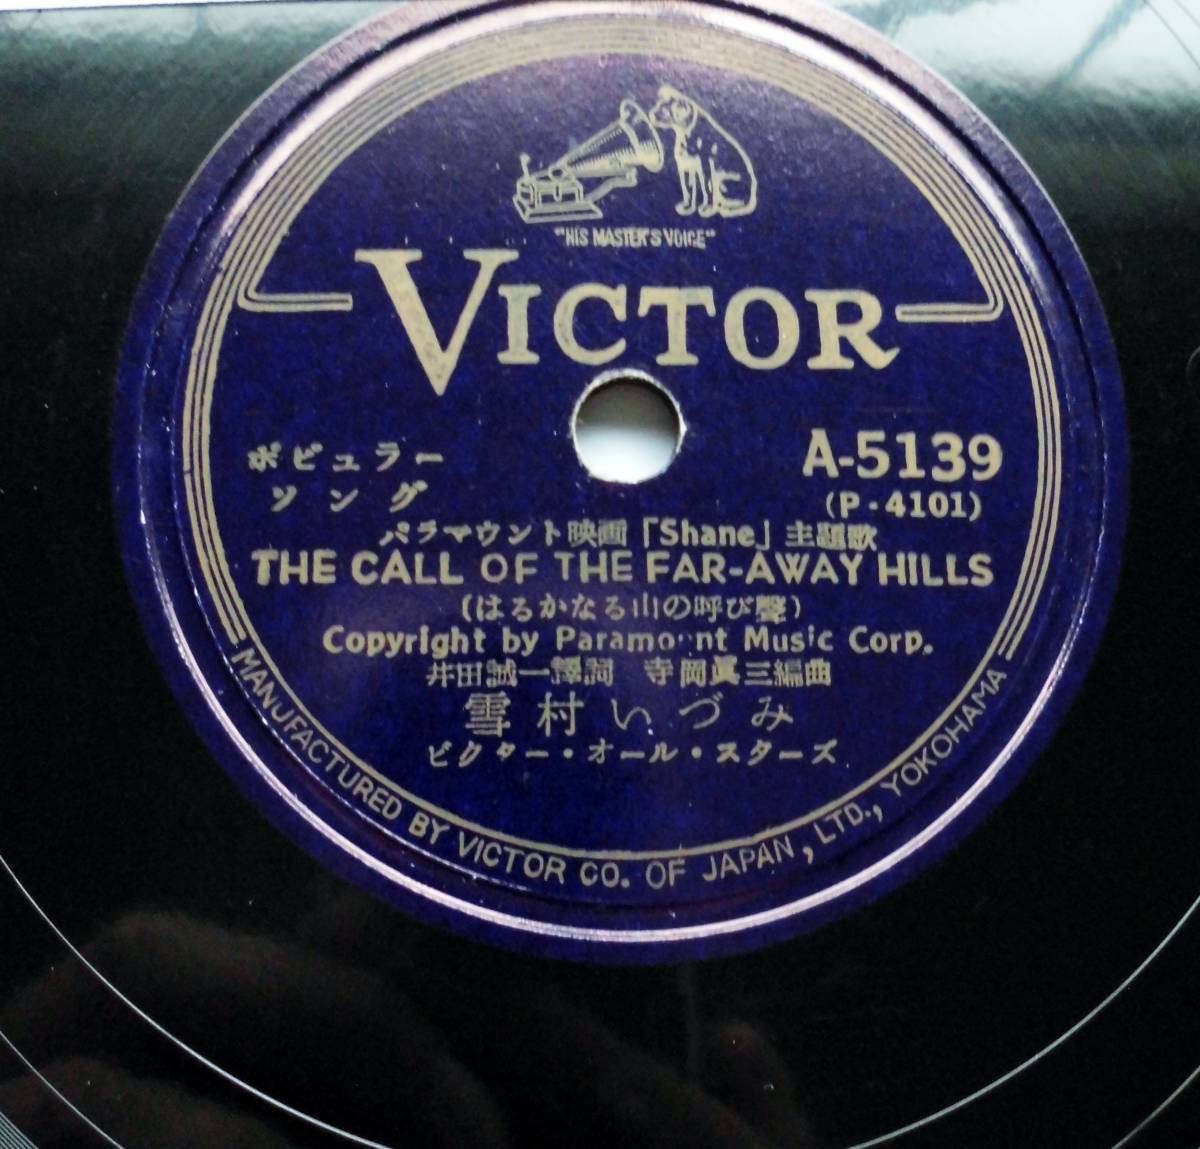 "HIS MASTER'S VOICE"
VICTOR
ポピュラー
ソング
A-5139
(P-4101)
パラマウント映画「Shane」主題歌
THE CALL OF THE FAR-AWAY HILLS
(はるかなる山の呼び聲)
Copyright by Paramount Music Corp.
井田誠一譯詞 寺岡眞三編曲
雪村いづみ
ビクター・オール・スターズ
MANUFACTURED BY VICTOR CO. OF JAPAN, LTD., YOKOHAMA